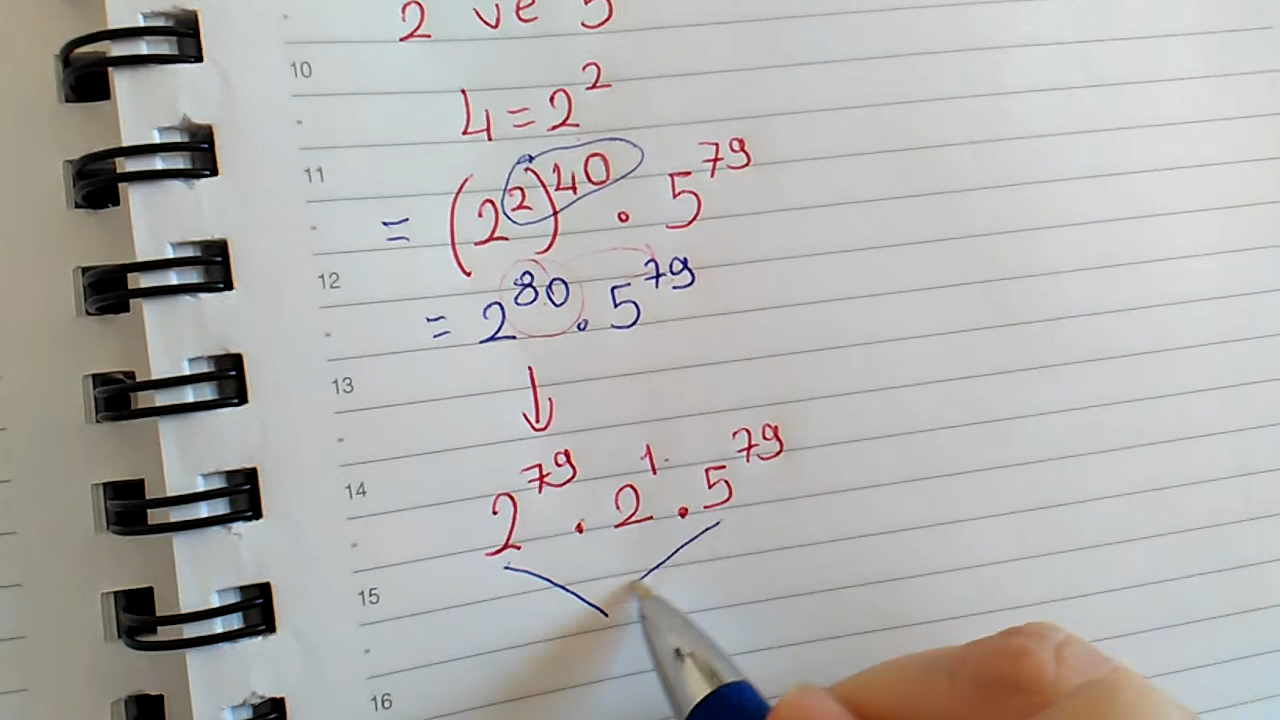 2 ve 5
10
4 = 2²
11
= (2²)⁴⁰ . 5⁷⁹
12
= 2⁸⁰ . 5⁷⁹
13
↓
14
2⁷⁹ . 2¹ . 5⁷⁹
15
16